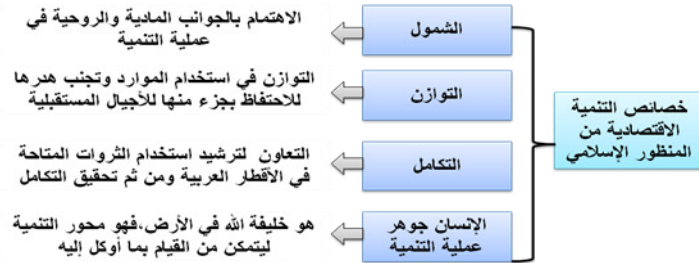 خصائص التنمية
الاقتصادية من
المنظور الإسلامي
الشمول
الاهتمام بالجوانب المادية والروحية في
عملية التنمية
التوازن
التوازن في استخدام الموارد وتجنب هدرها
للاحتفاظ بجزء منها للأجيال المستقبلية
التكامل
التعاون لترشيد استخدام الثروات المتاحة
في الأقطار العربية ومن ثم تحقيق التكامل
الإنسان جوهر
عملية التنمية
هو خليفة الله في الأرض،فهو محور التنمية
ليتمكن من القيام بما أوكل إليه